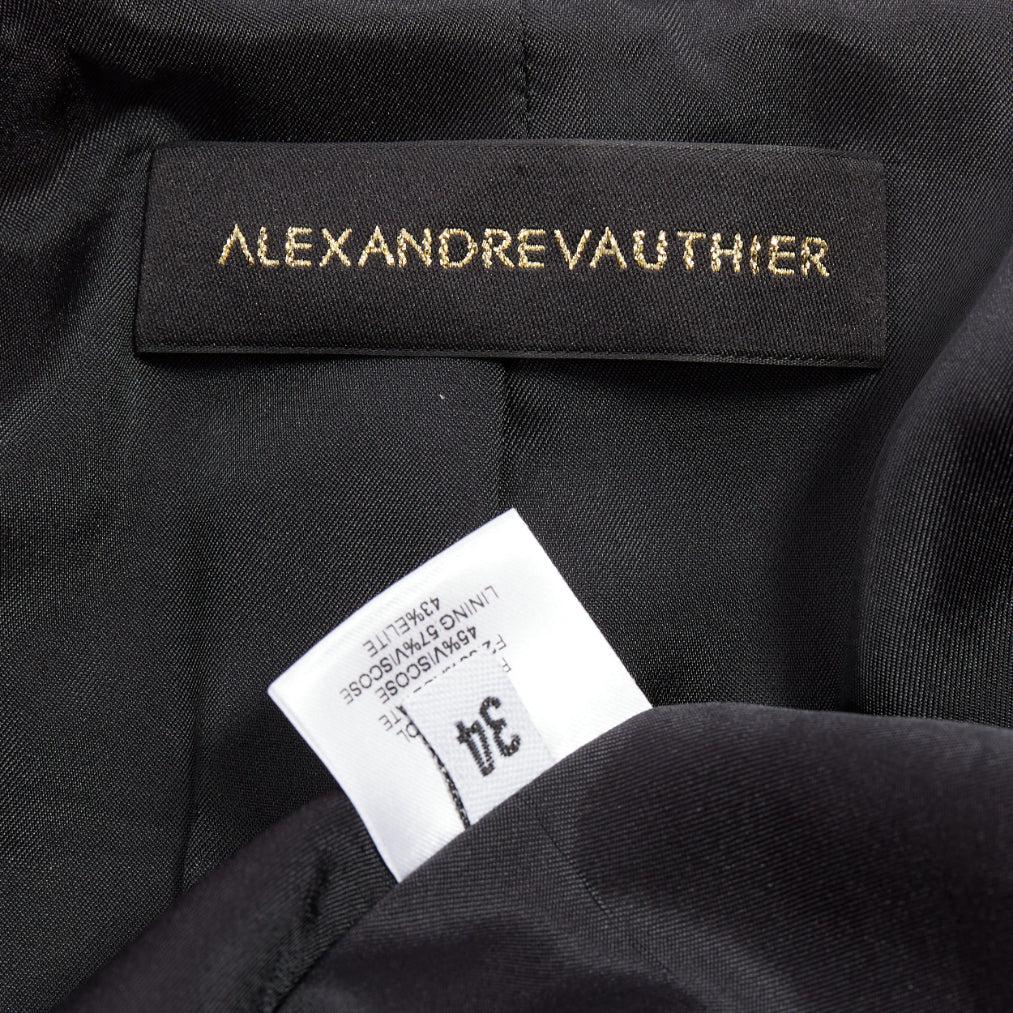 ALEXANDREVAUTHIER
34
45%VISCOSE
LINING 57%VISCOSE
43%ELITE